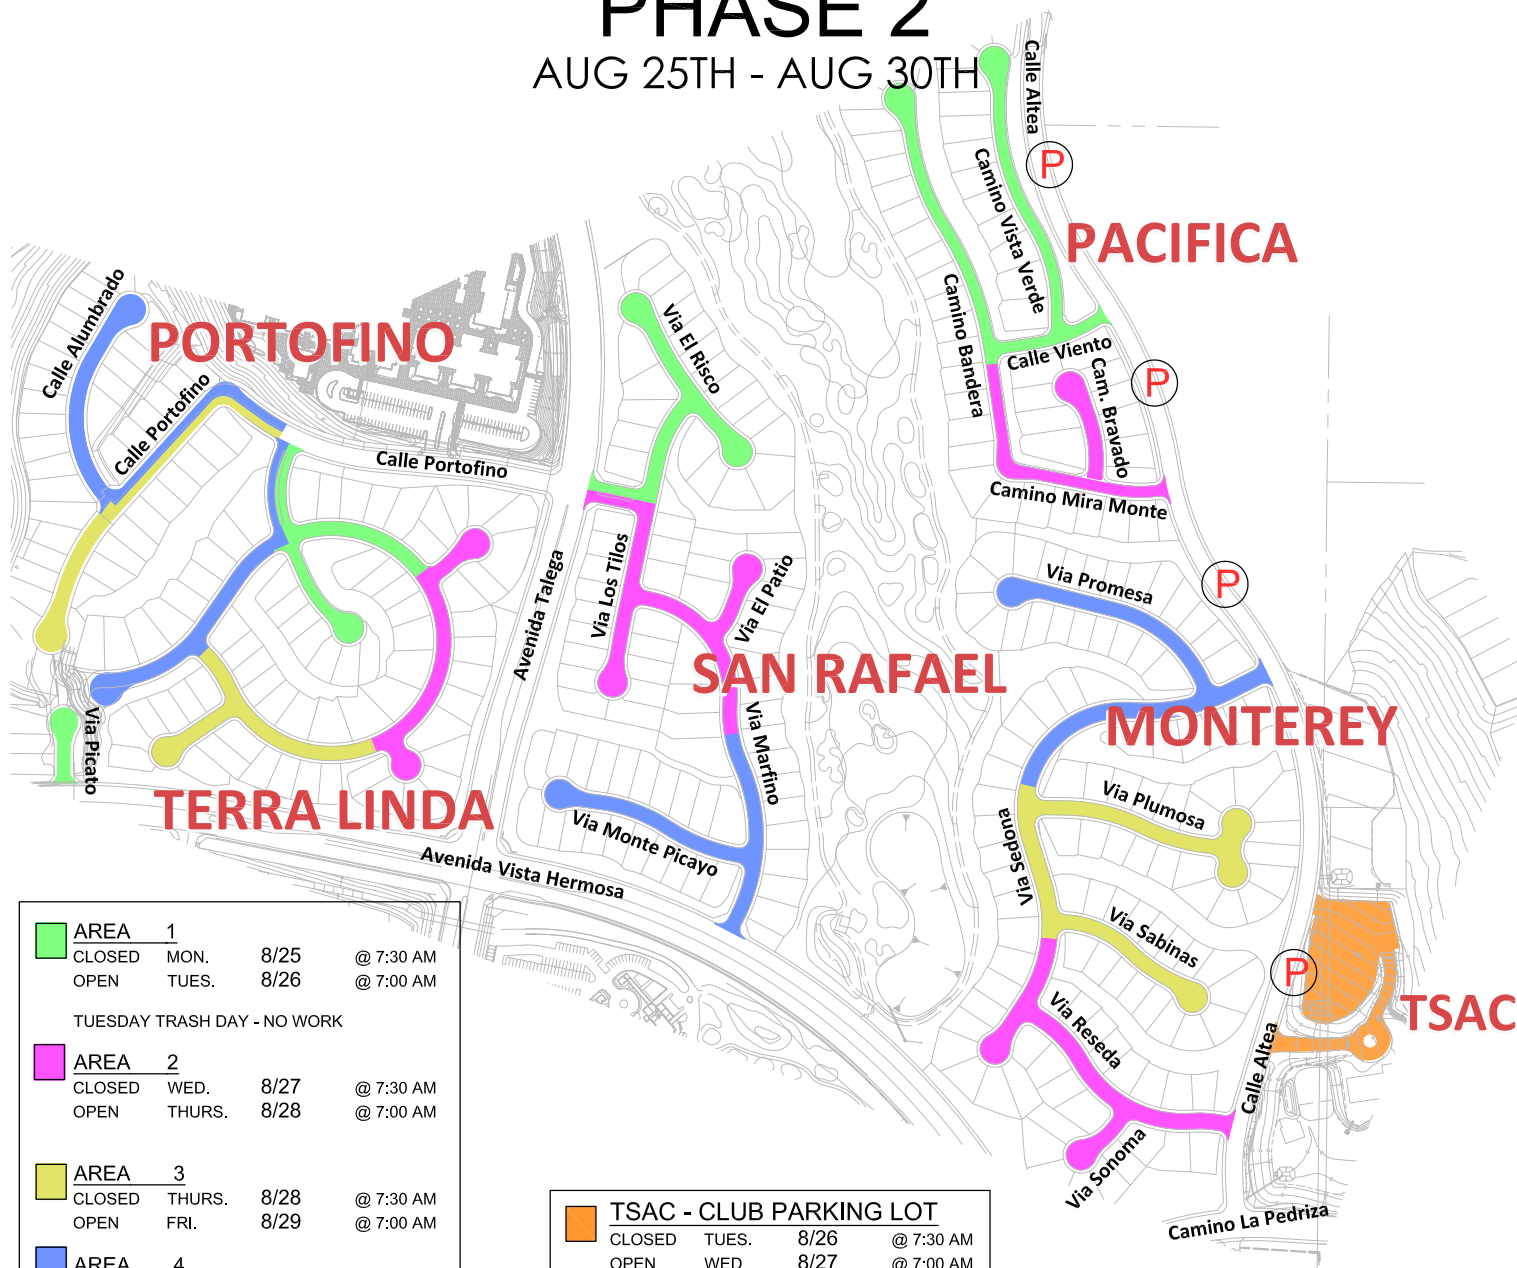 PHASE 2
AUG 25TH - AUG 30TH
Calle Altea
P
Camino Vista Verde
PACIFICA
Camino Bandera
Calle Viento
Cam. Bravado
P
Camino Mira Monte
Calle Alumbrado
PORTOFINO
Calle Portofino
Calle Portofino
Via El Risco
Avenida Talega
Via Los Tilos
Via El Patio
SAN RAFAEL
Via Marfino
Via Monte Picayo
Via Picato
TERRA LINDA
Avenida Vista Hermosa
Via Promesa
P
MONTEREY
Via Plumosa
Via Sedona
Via Sabinas
P
TSAC
Via Reseda
Calle Altea
Via Sonoma
Camino La Pedriza
AREA 1
CLOSED MON. 8/25 @ 7:30 AM
OPEN TUES. 8/26 @ 7:00 AM
TUESDAY TRASH DAY - NO WORK
AREA 2
CLOSED WED. 8/27 @ 7:30 AM
OPEN THURS. 8/28 @ 7:00 AM
AREA 3
CLOSED THURS. 8/28 @ 7:30 AM
OPEN FRI. 8/29 @ 7:00 AM
AREA 4
TSAC - CLUB PARKING LOT
CLOSED TUES. 8/26 @ 7:30 AM
OPEN WED 8/27 @ 7:00 AM